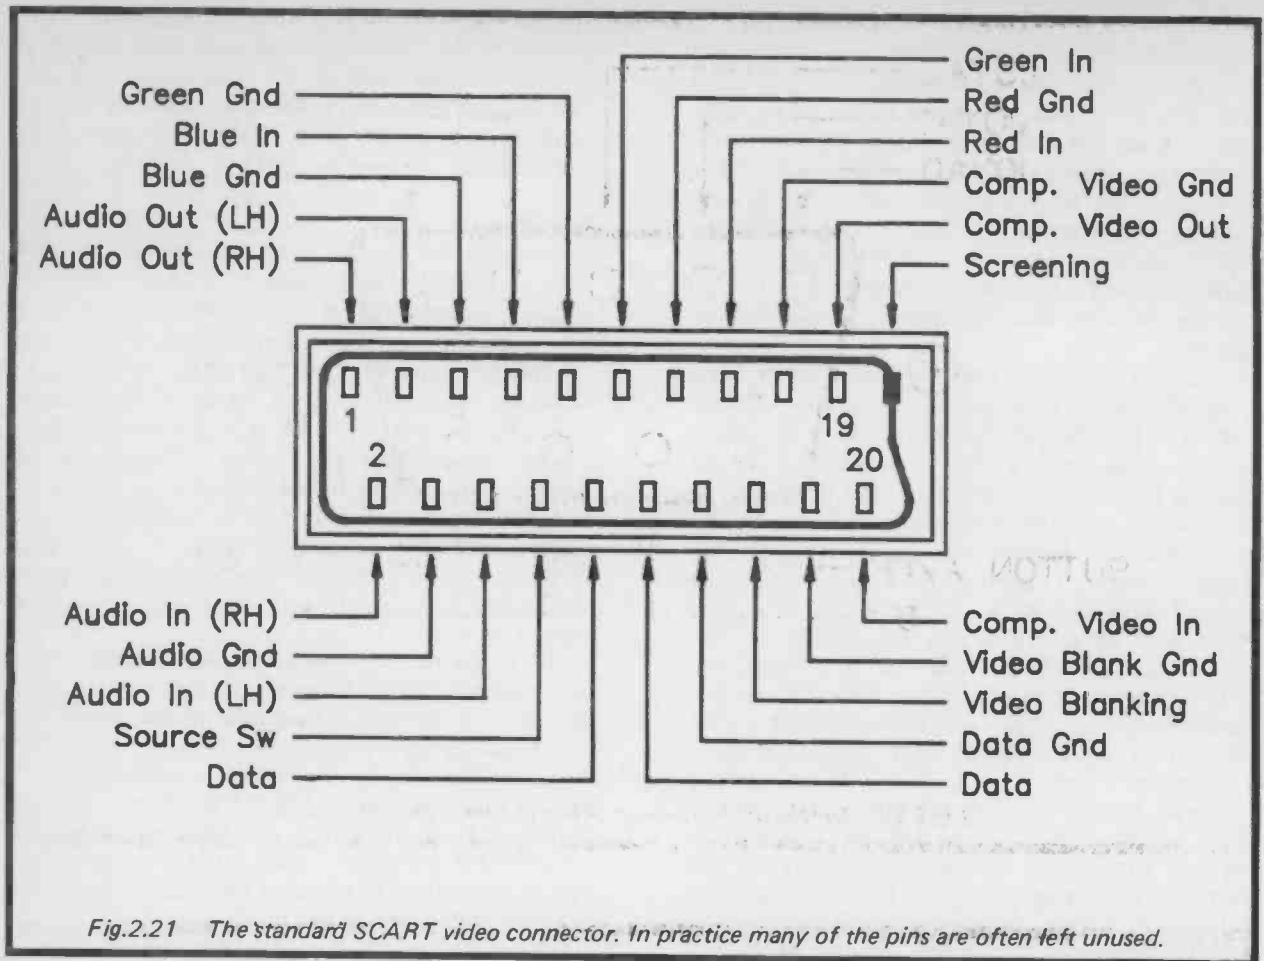 Green Gnd
Blue In
Blue Gnd
Audio Out (LH)
Audio Out (RH)
Green In
Red Gnd
Red In
Comp. Video Gnd
Comp. Video Out
Screening
1
19
2
20
Audio In (RH)
Audio Gnd
Audio In (LH)
Source Sw
Data
Comp. Video In
Video Blank Gnd
Video Blanking
Data Gnd
Data
Fig.2.21 The standard SCART video connector. In practice many of the pins are often left unused.